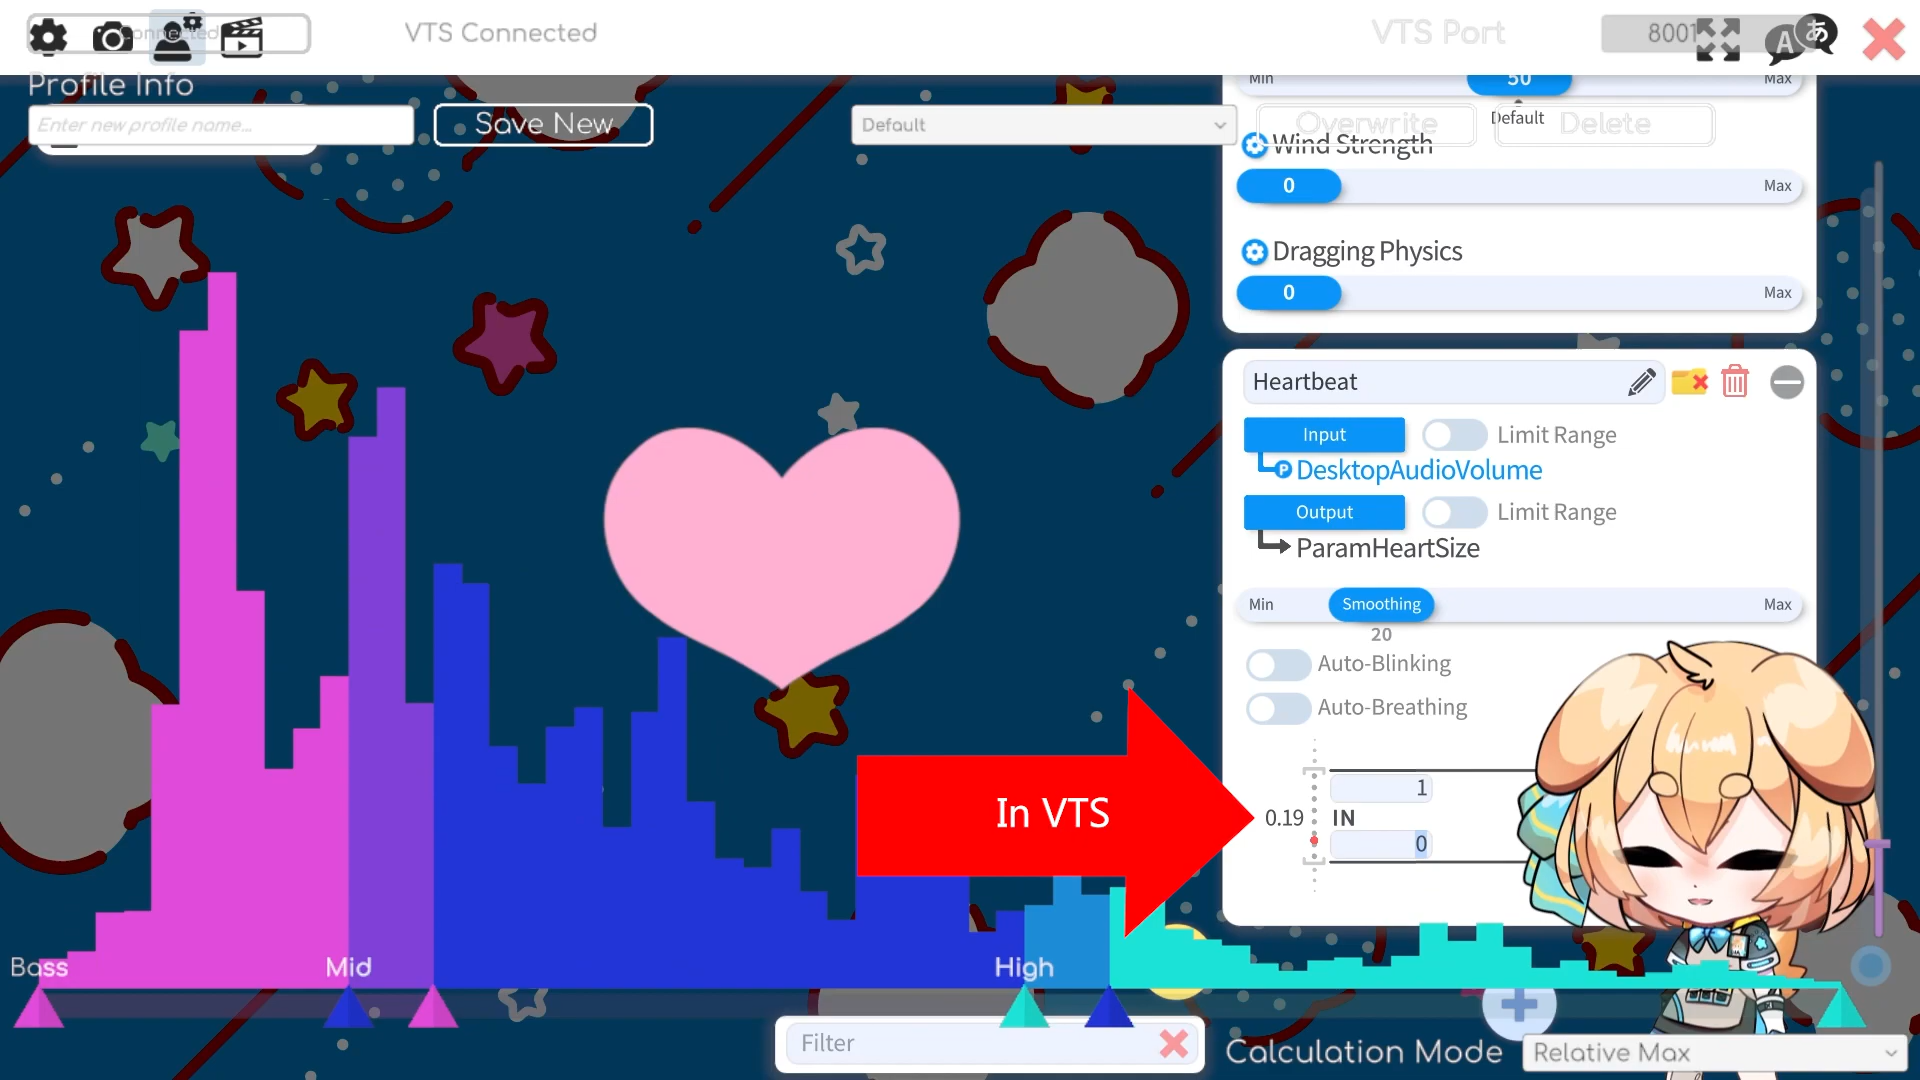 Connected
VTS Connected
VTS Port
8001
A あ
Profile Info
Enter new profile name...
Save New
Default
Overwrite
Delete
Min
50
Max
Default
Wind Strength
0
Max
Dragging Physics
0
Max
Heartbeat
Input
Limit Range
P DesktopAudioVolume
Output
Limit Range
ParamHeartSize
Min
Smoothing
Max
20
Auto-Blinking
Auto-Breathing
In VTS
1
0.19
IN
0
Bass
Mid
High
Filter
Calculation Mode
Relative Max